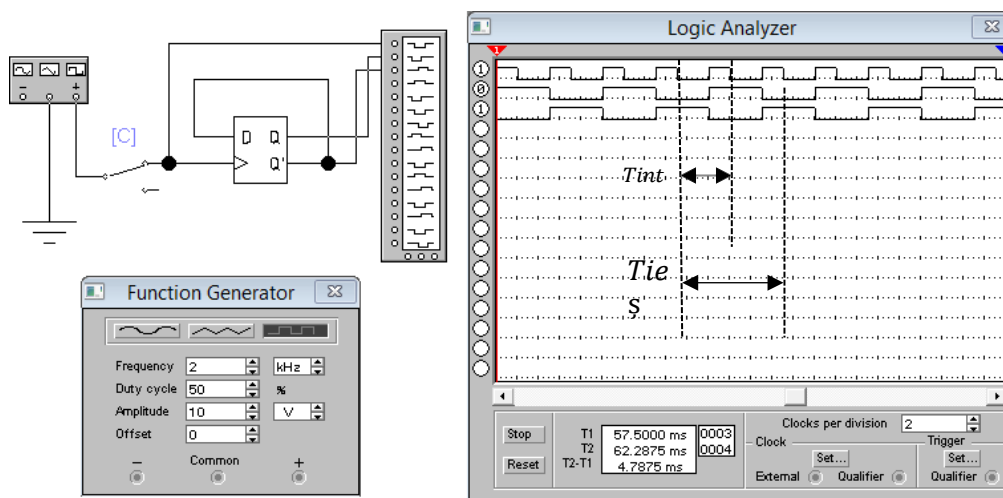 −
+
[C]
D
Q
Q'
Function Generator
Frequency
2
kHz
Duty cycle
50
%
Amplitude
10
V
Offset
0
−
Common
+
Logic Analyzer
1
1
0
1
Tint
Tie
ş
Stop
Reset
T1
57.5000 ms
0003
T2
62.2875 ms
0004
T2-T1
4.7875 ms
Clocks per division
2
Clock
Set...
External
Qualifier
Trigger
Set...
Qualifier